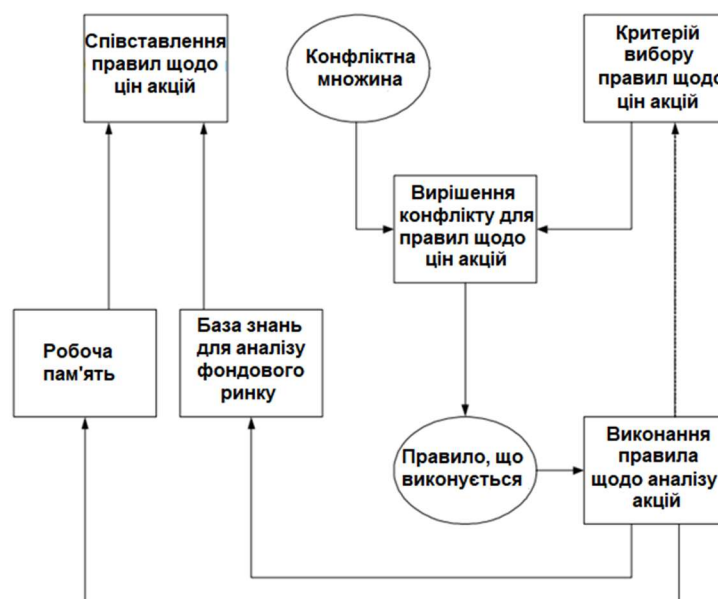 Співставлення
правил щодо
цін акцій
Конфліктна
множина
Критерій
вибору
правил щодо
цін акцій
Вирішення
конфлікту для
правил щодо
цін акцій
Робоча
пам'ять
База знань
для аналізу
фондового
ринку
Правило, що
виконується
Виконання
правила
щодо аналізу
акцій